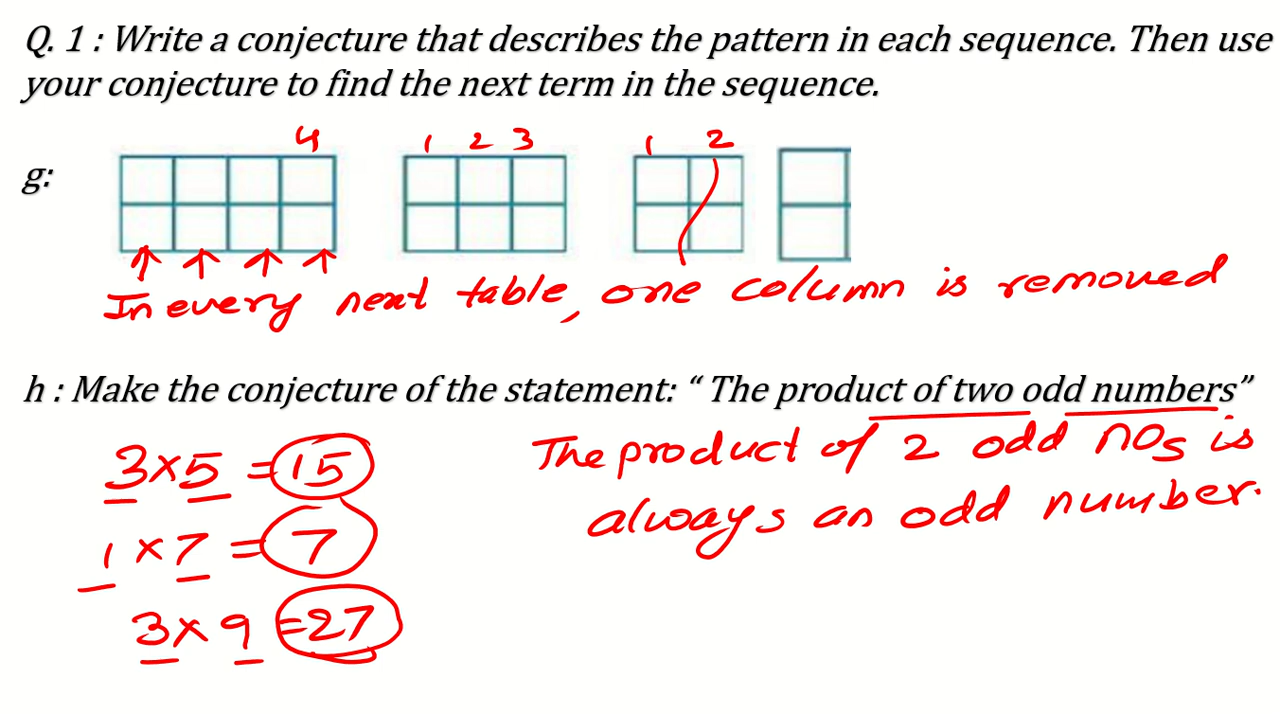 Q. 1 : Write a conjecture that describes the pattern in each sequence. Then use
your conjecture to find the next term in the sequence.
4 1 2 3 1 2
g:
In every next table, one column is removed
h : Make the conjecture of the statement: “ The product of two odd numbers”
3×5 = 15 The product of 2 odd nos is
always an odd number.
1 × 7 = 7
3 × 9 = 27